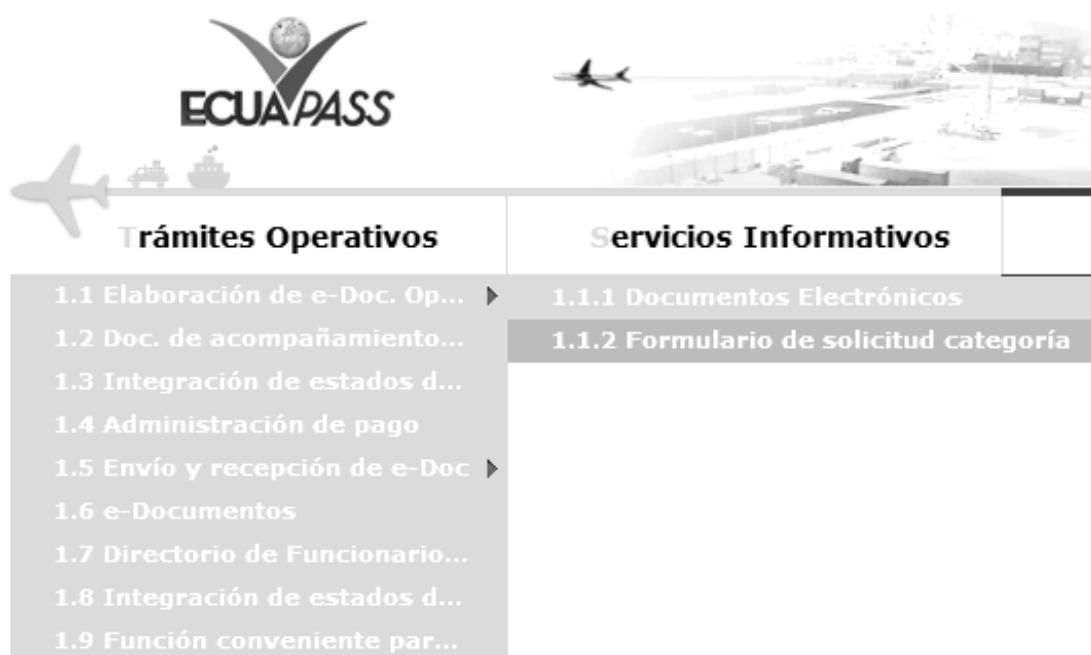 ECUAPASS
Trámites Operativos
Servicios Informativos
1.1 Elaboración de e-Doc. Op...
1.1.1 Documentos Electrónicos
1.2 Doc. de acompañamiento...
1.1.2 Formulario de solicitud categoría
1.3 Integración de estados d...
1.4 Administración de pago
1.5 Envío y recepción de e-Doc
1.6 e-Documentos
1.7 Directorio de Funcionario...
1.8 Integración de estados d...
1.9 Función conveniente par...